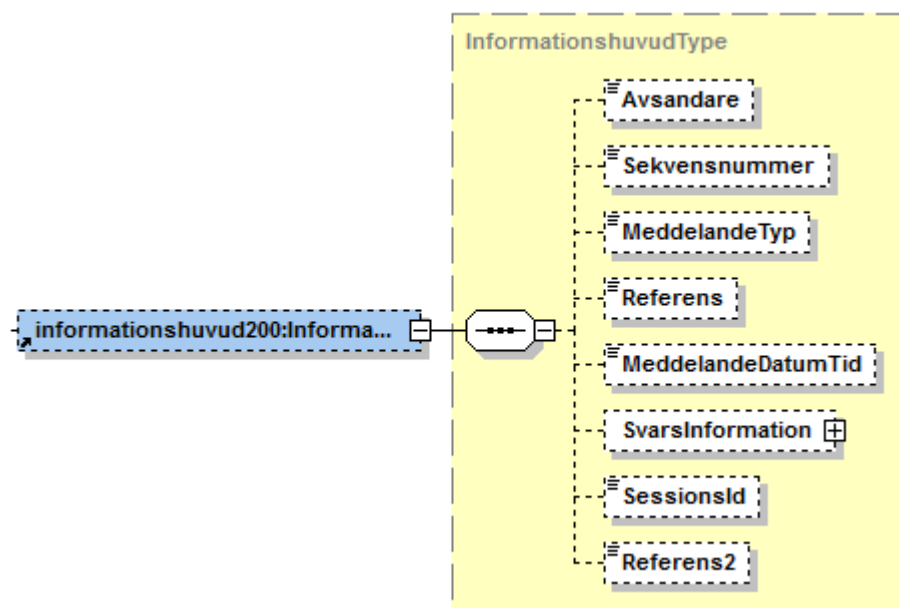 InformationshuvudType
Avsandare
Sekvensnummer
MeddelandeTyp
Referens
informationshuvud200:Informa...
MeddelandeDatumTid
SvarsInformation
SessionsId
Referens2